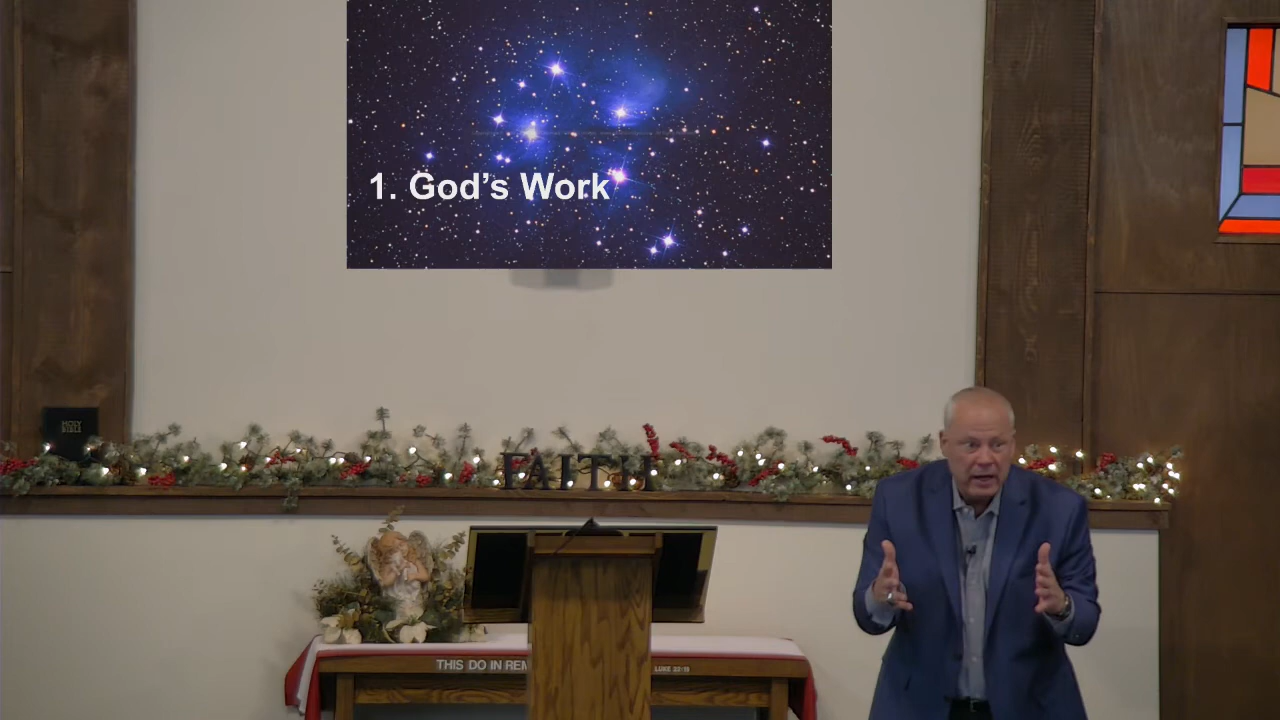 1. God’s Work
HOLY
BIBLE
FAITH
THIS DO IN REM
LUKE 22:19